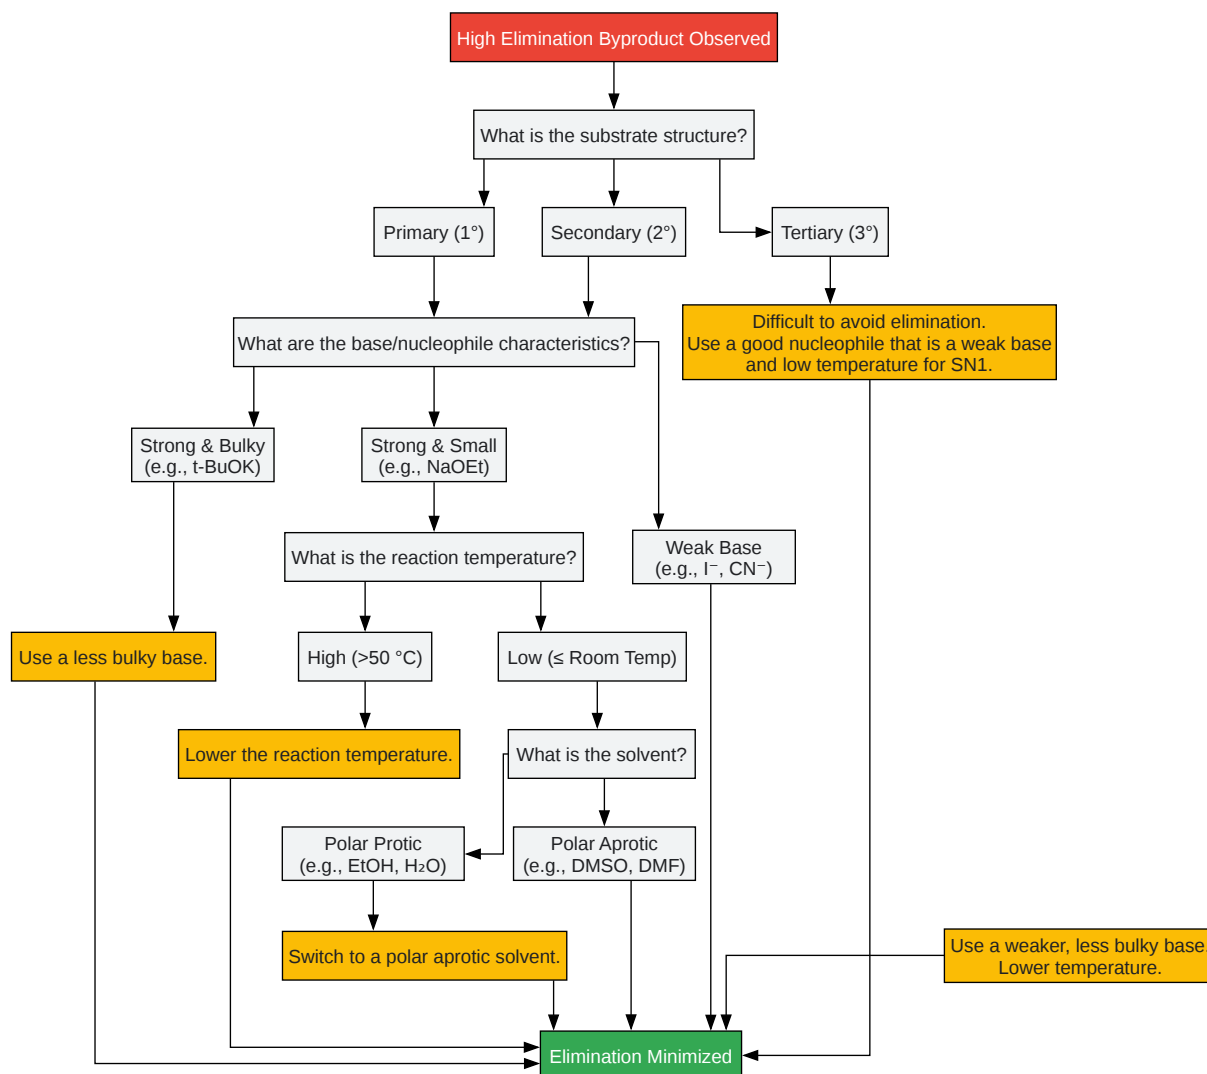 High Elimination Byproduct Observed
What is the substrate structure?
Primary (1°)
Secondary (2°)
Tertiary (3°)
Difficult to avoid elimination.
Use a good nucleophile that is a weak base
and low temperature for SN1.
What are the base/nucleophile characteristics?
Strong & Bulky
(e.g., t-BuOK)
Strong & Small
(e.g., NaOEt)
What is the reaction temperature?
Weak Base
(e.g., I⁻, CN⁻)
Use a less bulky base.
High (>50 °C)
Low (≤ Room Temp)
Lower the reaction temperature.
What is the solvent?
Polar Protic
(e.g., EtOH, H₂O)
Polar Aprotic
(e.g., DMSO, DMF)
Switch to a polar aprotic solvent.
Use a weaker, less bulky base.
Lower temperature.
Elimination Minimized